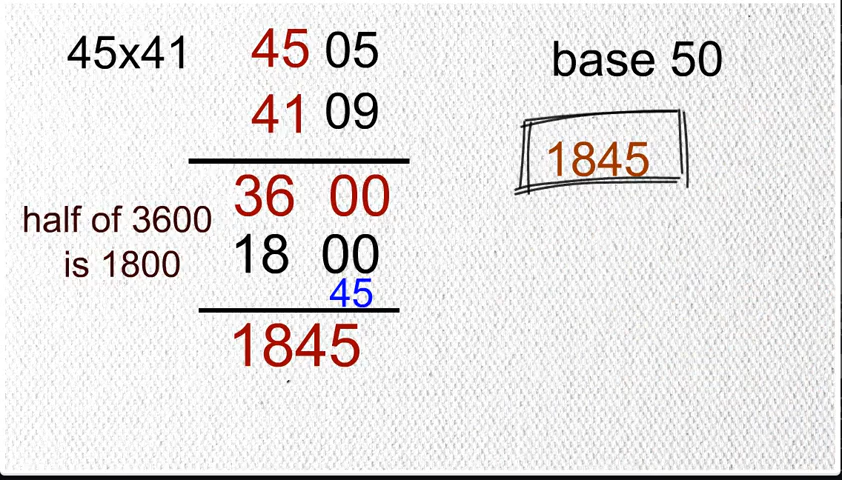 45x41
45 05
41 09
36 00
half of 3600
is 1800
18 00
45
1845
base 50
1845